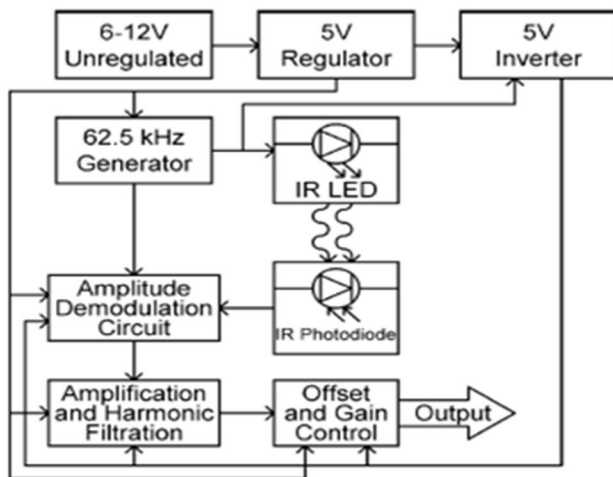 6-12V
Unregulated
5V
Regulator
5V
Inverter
62.5 kHz
Generator
IR LED
Amplitude
Demodulation
Circuit
IR Photodiode
Amplification
and Harmonic
Filtration
Offset
and Gain
Control
Output